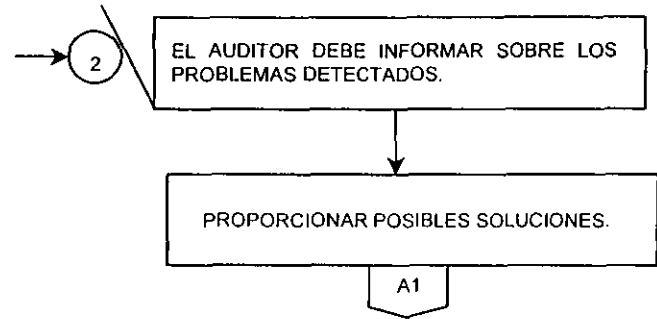 2
EL AUDITOR DEBE INFORMAR SOBRE LOS
PROBLEMAS DETECTADOS.
PROPORCIONAR POSIBLES SOLUCIONES.
A1